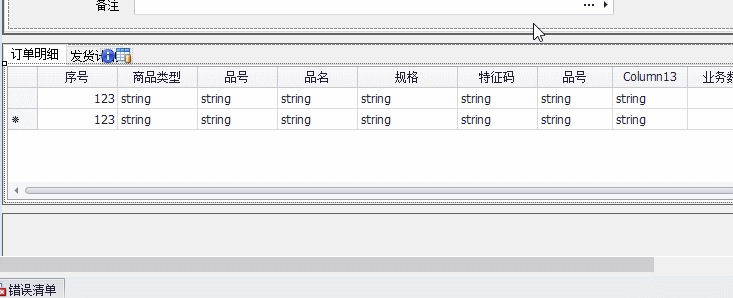 备注
订单明细 发货计
序号 商品类型 品号 品名 规格 特征码 品号 Column13 业务数
123 string string string string string string string
* 123 string string string string string string string
错误清单